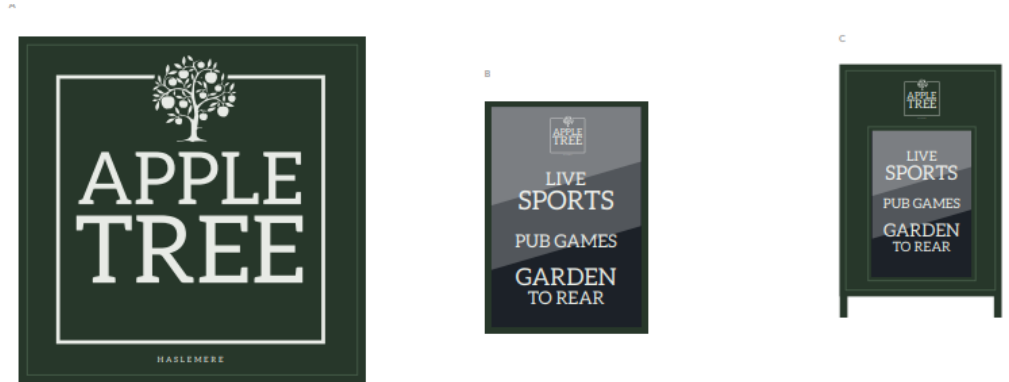 A
APPLE
TREE
HASLEMERE
B
APPLE
TREE
LIVE
SPORTS
PUB GAMES
GARDEN
TO REAR
C
APPLE
TREE
LIVE
SPORTS
PUB GAMES
GARDEN
TO REAR